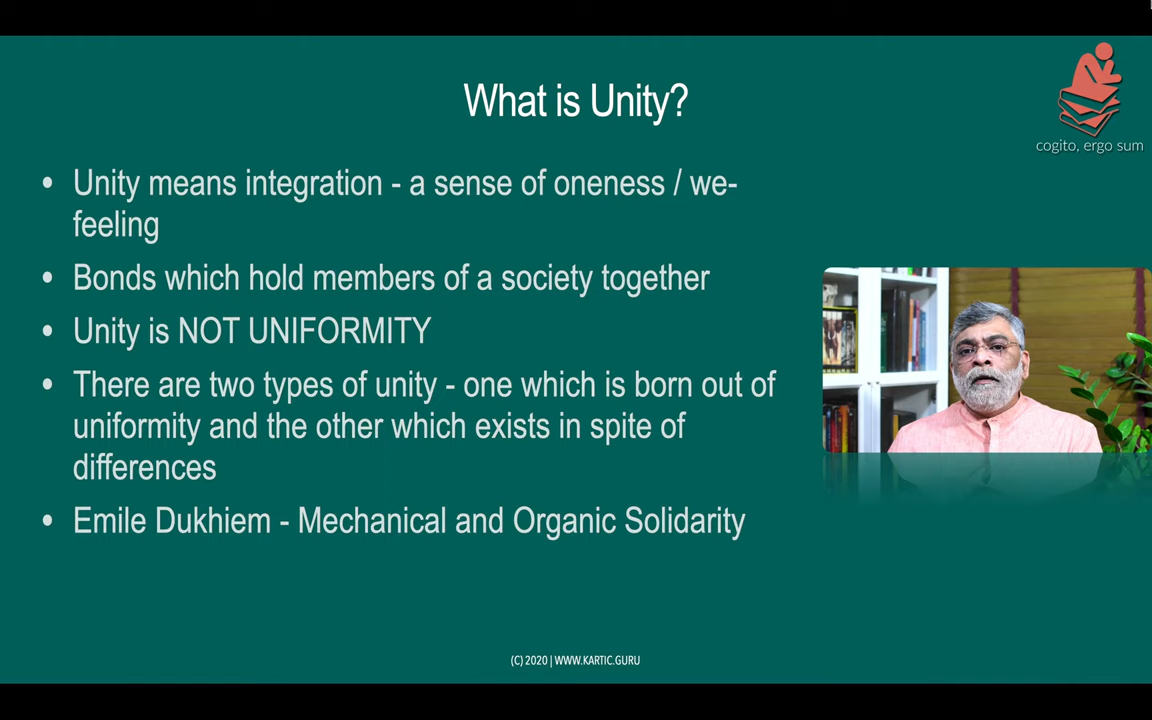 What is Unity?
cogito, ergo sum
• Unity means integration - a sense of oneness / we-
feeling
• Bonds which hold members of a society together
• Unity is NOT UNIFORMITY
• There are two types of unity - one which is born out of
uniformity and the other which exists in spite of
differences
• Emile Dukhiem - Mechanical and Organic Solidarity
(C) 2020 | WWW.KARTIC.GURU